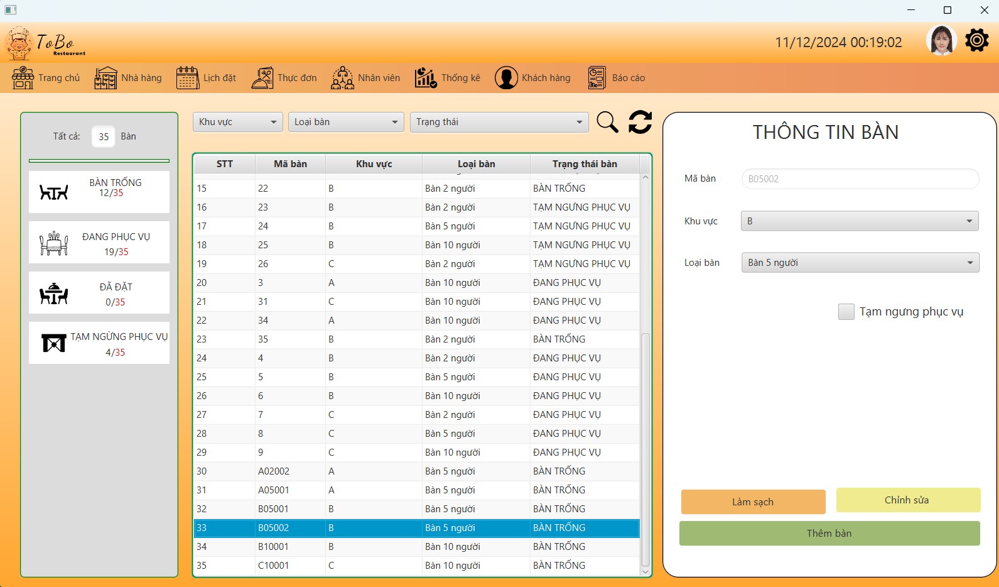 ToBo
Restaurant
11/12/2024 00:19:02
Trang chủ
Nhà hàng
Lịch đặt
Thực đơn
Nhân viên
Thống kê
Khách hàng
Báo cáo
Tất cả: 35 Bàn
BÀN TRỐNG
12/35
ĐANG PHỤC VỤ
19/35
ĐÃ ĐẶT
0/35
TẠM NGỪNG PHỤC VỤ
4/35
Khu vực Loại bàn Trạng thái
STT Mã bàn Khu vực Loại bàn Trạng thái bàn
15 22 B Bàn 2 người BÀN TRỐNG
16 23 B Bàn 2 người TẠM NGƯNG PHỤC VỤ
17 24 B Bàn 5 người TẠM NGƯNG PHỤC VỤ
18 25 B Bàn 10 người TẠM NGƯNG PHỤC VỤ
19 26 C Bàn 2 người TẠM NGƯNG PHỤC VỤ
20 3 A Bàn 10 người ĐANG PHỤC VỤ
21 31 C Bàn 10 người ĐANG PHỤC VỤ
22 34 A Bàn 10 người ĐANG PHỤC VỤ
23 35 B Bàn 2 người BÀN TRỐNG
24 4 B Bàn 2 người ĐANG PHỤC VỤ
25 5 B Bàn 5 người ĐANG PHỤC VỤ
26 6 B Bàn 10 người ĐANG PHỤC VỤ
27 7 C Bàn 2 người ĐANG PHỤC VỤ
28 8 C Bàn 5 người ĐANG PHỤC VỤ
29 9 C Bàn 10 người ĐANG PHỤC VỤ
30 A02002 A Bàn 5 người BÀN TRỐNG
31 A05001 A Bàn 5 người BÀN TRỐNG
32 B05001 B Bàn 5 người BÀN TRỐNG
33 B05002 B Bàn 5 người BÀN TRỐNG
34 B10001 B Bàn 10 người BÀN TRỐNG
35 C10001 C Bàn 10 người BÀN TRỐNG
THÔNG TIN BÀN
Mã bàn B05002
Khu vực B
Loại bàn Bàn 5 người
Tạm ngưng phục vụ
Làm sạch
Chỉnh sửa
Thêm bàn